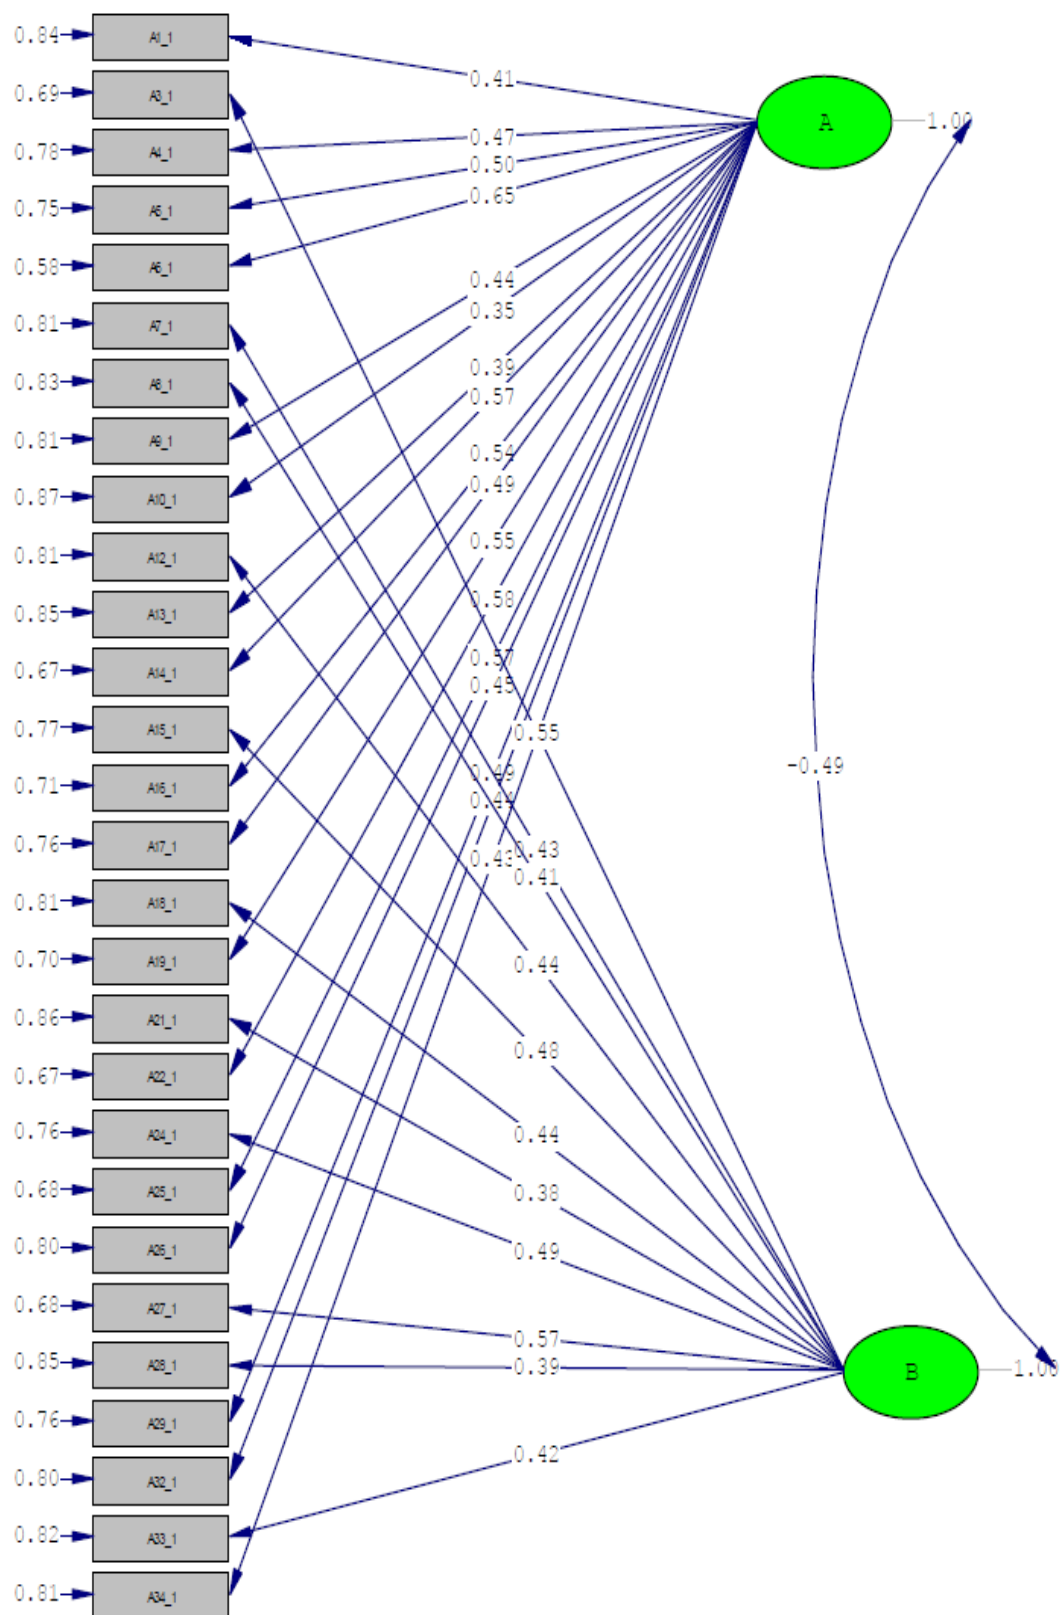 0.84 A1_1
0.41
0.69 A3_1
A 1.00
0.47
0.78 A4_1
0.50
0.65
0.75 A5_1
0.58 A6_1
0.44
0.35
0.81 A7_1
0.39
0.83 A8_1
0.57
0.81 A9_1
0.54
0.49
0.87 A10_1
0.55
0.81 A12_1
0.58
0.85 A13_1
0.57
0.67 A14_1
0.45
0.77 A15_1
0.55
-0.49
0.49
0.71 A16_1
0.44
0.76 A17_1
0.43
0.43
0.41
0.81 A18_1
0.70 A19_1
0.44
0.86 A21_1
0.48
0.67 A22_1
0.76 A24_1
0.44
0.68 A25_1
0.38
0.80 A26_1
0.49
0.68 A27_1
0.57
0.85 A28_1
0.39
B 1.00
0.76 A29_1
0.42
0.80 A32_1
0.82 A33_1
0.81 A34_1